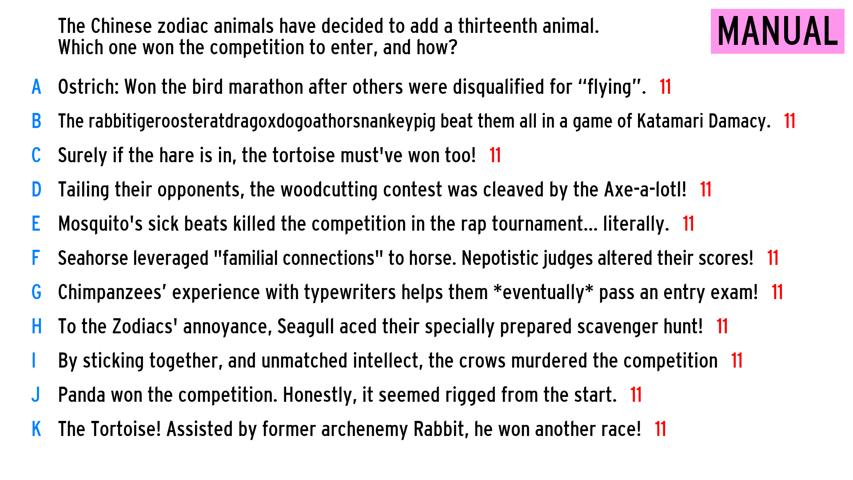 The Chinese zodiac animals have decided to add a thirteenth animal.
Which one won the competition to enter, and how?
MANUAL
A Ostrich: Won the bird marathon after others were disqualified for “flying”. 11
B The rabbitigeroosteratdragoxdogoathorsnankeypig beat them all in a game of Katamari Damacy. 11
C Surely if the hare is in, the tortoise must've won too! 11
D Tailing their opponents, the woodcutting contest was cleaved by the Axe-a-lotl! 11
E Mosquito's sick beats killed the competition in the rap tournament... literally. 11
F Seahorse leveraged "familial connections" to horse. Nepotistic judges altered their scores! 11
G Chimpanzees’ experience with typewriters helps them *eventually* pass an entry exam! 11
H To the Zodiacs' annoyance, Seagull aced their specially prepared scavenger hunt! 11
I By sticking together, and unmatched intellect, the crows murdered the competition 11
J Panda won the competition. Honestly, it seemed rigged from the start. 11
K The Tortoise! Assisted by former archenemy Rabbit, he won another race! 11